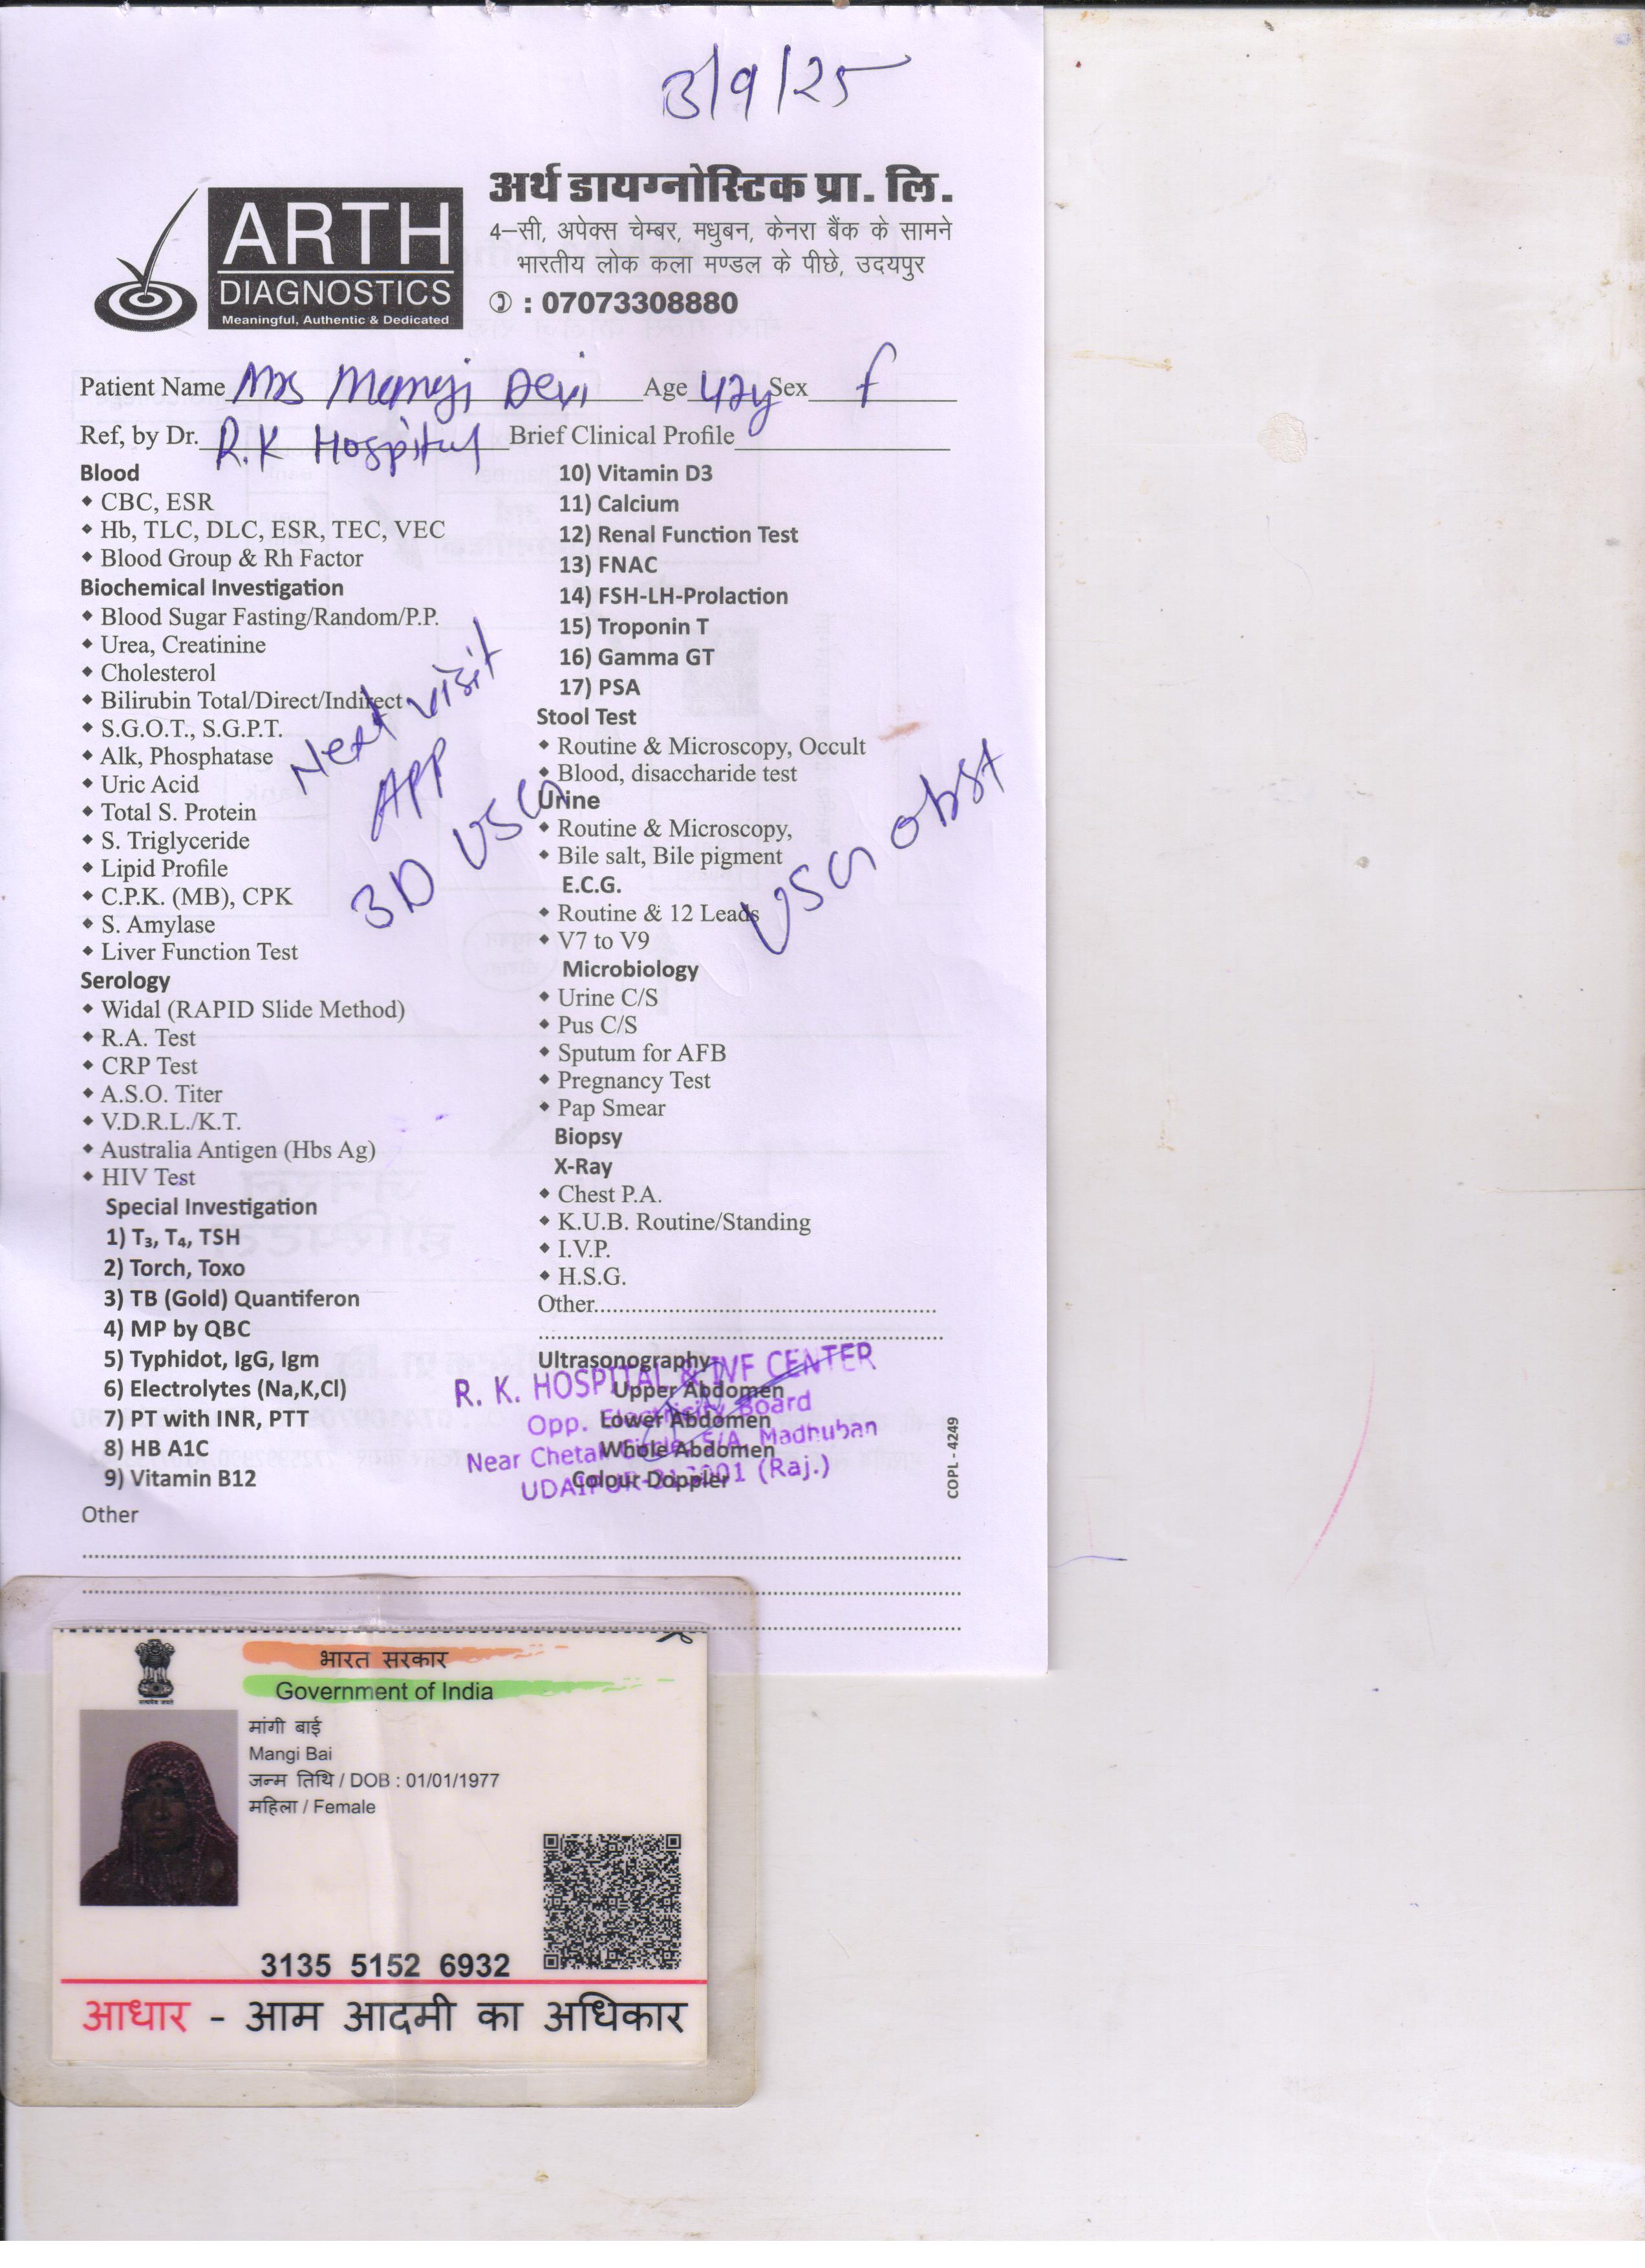 3/9/25
ARTH
DIAGNOSTICS
Meaningful, Authentic & Dedicated
अर्थ डायग्नोस्टिक प्रा. लि.
4-सी, अपेक्स चेम्बर, मधुबन, केनरा बैंक के सामने
भारतीय लोक कला मण्डल के पीछे, उदयपुर
: 07073308880
Patient Name Mrs Mangi Devi Age 42y Sex f
Ref, by Dr. R.K Hospital Brief Clinical Profile
Blood
CBC, ESR
Hb, TLC, DLC, ESR, TEC, VEC
Blood Group & Rh Factor
Biochemical Investigation
Blood Sugar Fasting/Random/P.P.
Urea, Creatinine
Cholesterol
Bilirubin Total/Direct/Indirect
S.G.O.T., S.G.P.T.
Alk, Phosphatase
Uric Acid
Total S. Protein
S. Triglyceride
Lipid Profile
C.P.K. (MB), CPK
S. Amylase
Liver Function Test
Serology
Widal (RAPID Slide Method)
R.A. Test
CRP Test
A.S.O. Titer
V.D.R.L./K.T.
Australia Antigen (Hbs Ag)
HIV Test
Special Investigation
1) T₃, T₄, TSH
2) Torch, Toxo
3) TB (Gold) Quantiferon
4) MP by QBC
5) Typhidot, IgG, Igm
6) Electrolytes (Na,K,Cl)
7) PT with INR, PTT
8) HB A1C
9) Vitamin B12
Other
Next visit
APP
3D USG
10) Vitamin D3
11) Calcium
12) Renal Function Test
13) FNAC
14) FSH-LH-Prolaction
15) Troponin T
16) Gamma GT
17) PSA
Stool Test
Routine & Microscopy, Occult
Blood, disaccharide test
Urine
Routine & Microscopy,
Bile salt, Bile pigment
E.C.G.
Routine & 12 Leads
V7 to V9
Microbiology
Urine C/S
Pus C/S
Sputum for AFB
Pregnancy Test
Pap Smear
Biopsy
X-Ray
Chest P.A.
K.U.B. Routine/Standing
I.V.P.
H.S.G.
Other
USG obst
Ultrasonography
Upper Abdomen
Lower Abdomen
Whole Abdomen
Colour Doppler
R. K. HOSPITAL & IVF CENTER
Opp. Electricity Board
Near Chetak Circle, 5/A, Madhuban
UDAIPUR (Raj.)
COPL - 4249
भारत सरकार
Government of India
मांगी बाई
Mangi Bai
जन्म तिथि / DOB : 01/01/1977
महिला / Female
3135 5152 6932
आधार - आम आदमी का अधिकार